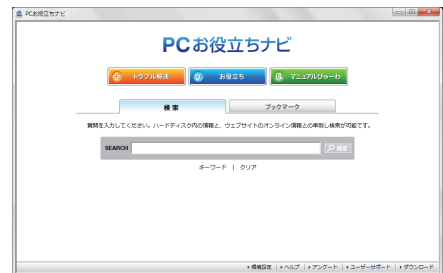 PCお役立ちナビ
PCお役立ちナビ
トラブル解決 お役立ち マニュアルびゅーわ
検索 ブックマーク
質問を入力してください。ハードディスク内の情報と、ウェブサイトのオンライン情報との串刺し検索が可能です。
SEARCH 検索
キーワード | クリア
環境設定 ヘルプ アンケート ユーザーサポート ダウンロード